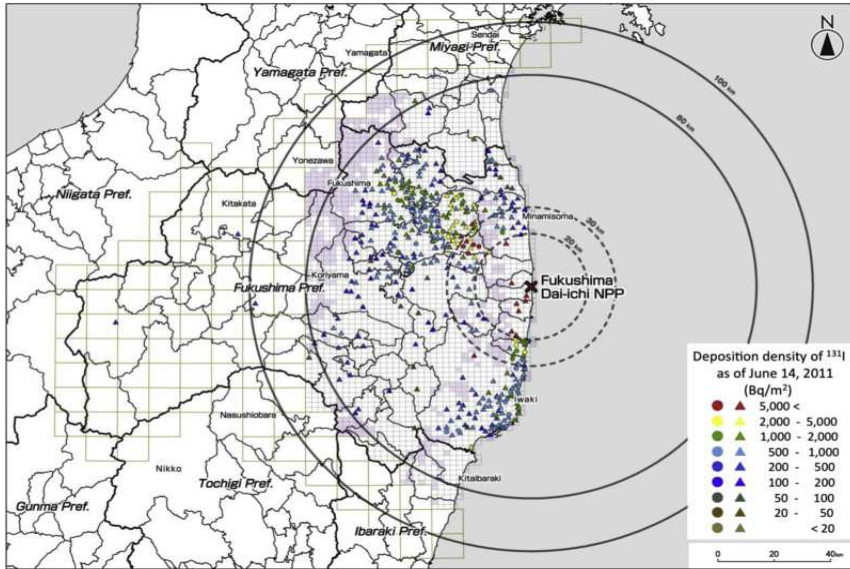 N
Sendai
Miyagi Pref.
Yamagata
Yamagata Pref.
100 km
80 km
Yonezawa
Niigata Pref.
Fukushima
Kitakata
Minamisoma
30 km
20 km
Koriyama
Fukushima Pref.
Fukushima
Dai-ichi NPP
Deposition density of ¹³¹I
as of June 14, 2011
(Bq/m²)
5,000 <
2,000 - 5,000
1,000 - 2,000
500 - 1,000
200 - 500
100 - 200
50 - 100
20 - 50
< 20
Iwaki
Nasushiobara
Nikko
Kitaibaraki
Tochigi Pref.
Gunma Pref.
Ibaraki Pref.
0 20 40 km